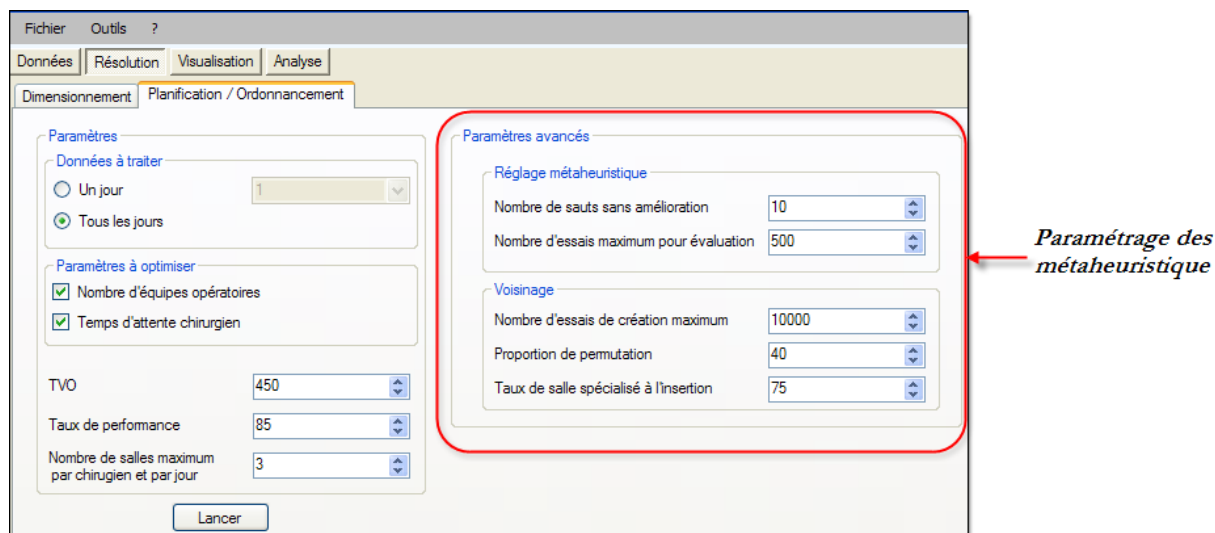 Fichier Outils ?
Données Résolution Visualisation Analyse
Dimensionnement Planification / Ordonnancement
Paramètres
Données à traiter
Un jour 1
Tous les jours
Paramètres à optimiser
Nombre d'équipes opératoires
Temps d'attente chirurgien
TVO 450
Taux de performance 85
Nombre de salles maximum
par chirugien et par jour 3
Lancer
Paramètres avancés
Réglage métaheuristique
Nombre de sauts sans amélioration 10
Nombre d'essais maximum pour évaluation 500
Voisinage
Nombre d'essais de création maximum 10000
Proportion de permutation 40
Taux de salle spécialisé à l'insertion 75
Paramétrage des
métaheuristique